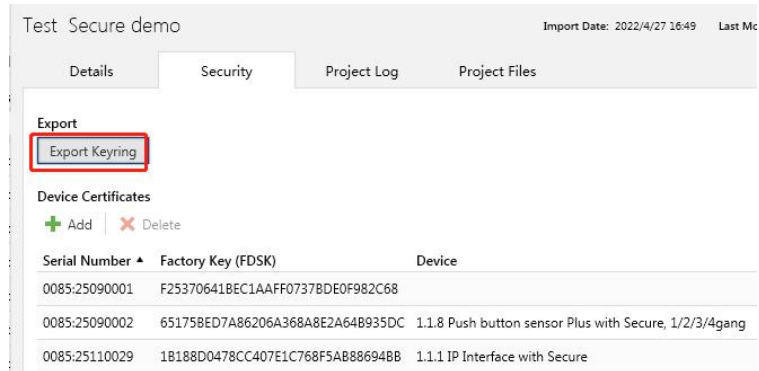 Test Secure demo Import Date: 2022/4/27 16:49 Last Mo
Details Security Project Log Project Files
Export
Export Keyring
Device Certificates
Add Delete
Serial Number Factory Key (FDSK) Device
0085:25090001 F25370641BEC1AAFF0737BDE0F982C68
0085:25090002 65175BED7A86206A368A8E2A64B935DC 1.1.8 Push button sensor Plus with Secure, 1/2/3/4gang
0085:25110029 1B188D0478CC407E1C768F5AB88694BB 1.1.1 IP Interface with Secure